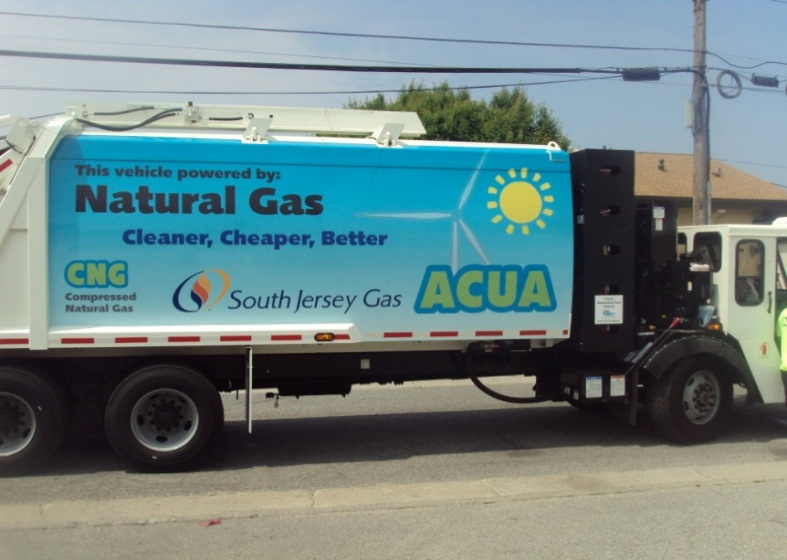 This vehicle powered by:
Natural Gas
Cleaner, Cheaper, Better
CNG
Compressed
Natural Gas
South Jersey Gas
ACUA